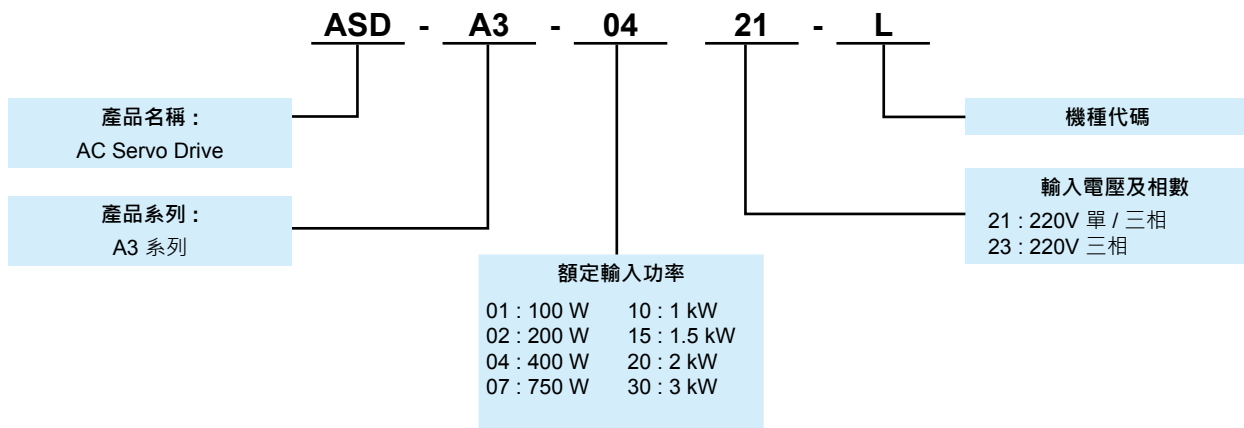 ASD - A3 - 04 21 - L
產品名稱：
AC Servo Drive
產品系列：
A3 系列
額定輸入功率
01 : 100 W 10 : 1 kW
02 : 200 W 15 : 1.5 kW
04 : 400 W 20 : 2 kW
07 : 750 W 30 : 3 kW
機種代碼
輸入電壓及相數
21 : 220V 單 / 三相
23 : 220V 三相